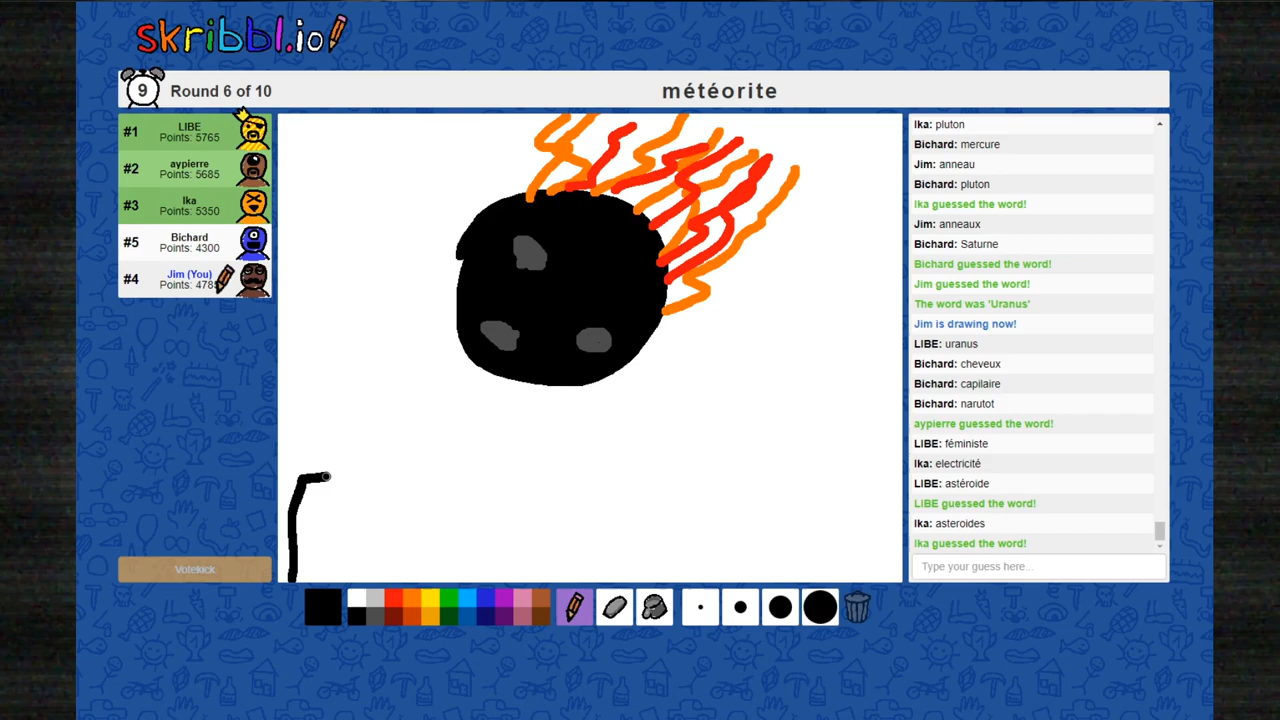 skribbl.io
9
Round 6 of 10
météorite
#1
LIBE
Points: 5765
#2
aypierre
Points: 5685
#3
Ika
Points: 5350
#5
Bichard
Points: 4300
#4
Jim (You)
Points: 4785
Votekick
Ika: pluton
Bichard: mercure
Jim: anneau
Bichard: pluton
Ika guessed the word!
Jim: anneaux
Bichard: Saturne
Bichard guessed the word!
Jim guessed the word!
The word was 'Uranus'
Jim is drawing now!
LIBE: uranus
Bichard: cheveux
Bichard: capilaire
Bichard: narutot
aypierre guessed the word!
LIBE: féministe
Ika: electricité
LIBE: astéroide
LIBE guessed the word!
Ika: asteroides
Ika guessed the word!
Type your guess here...